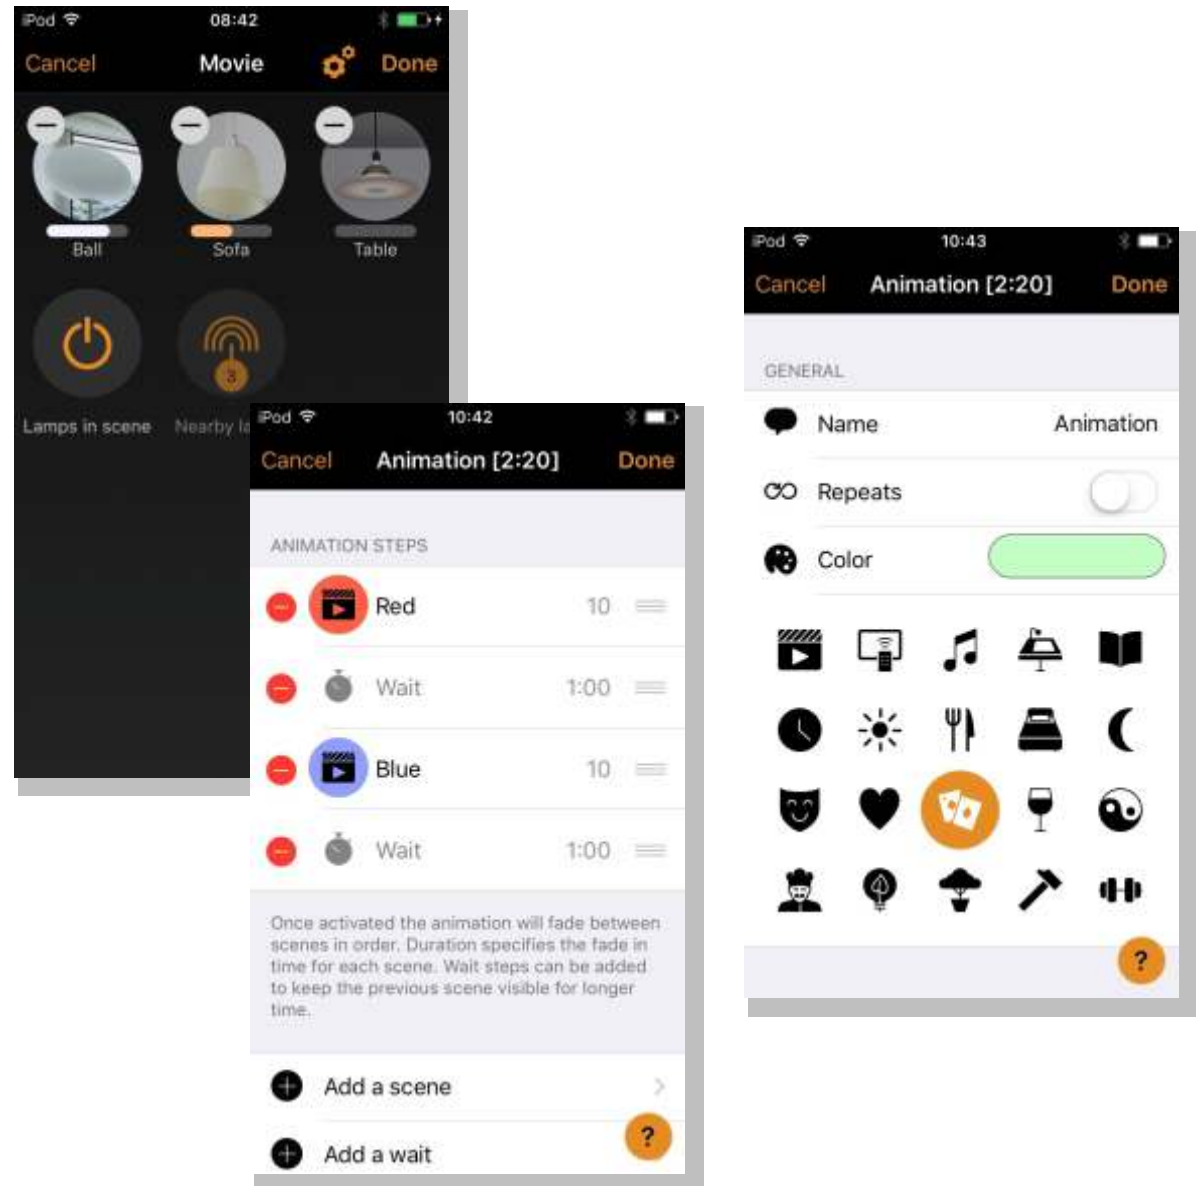 iPod 08:42
Cancel Movie Done
Ball Sofa Table
3
Lamps in scene Nearby
iPod 10:42
Cancel Animation [2:20] Done
ANIMATION STEPS
Red 10
Wait 1:00
Blue 10
Wait 1:00
Once activated the animation will fade between
scenes in order. Duration specifies the fade in
time for each scene. Wait steps can be added
to keep the previous scene visible for longer
time.
Add a scene
?
Add a wait
iPod 10:43
Cancel Animation [2:20] Done
GENERAL
Name Animation
Repeats
Color
?